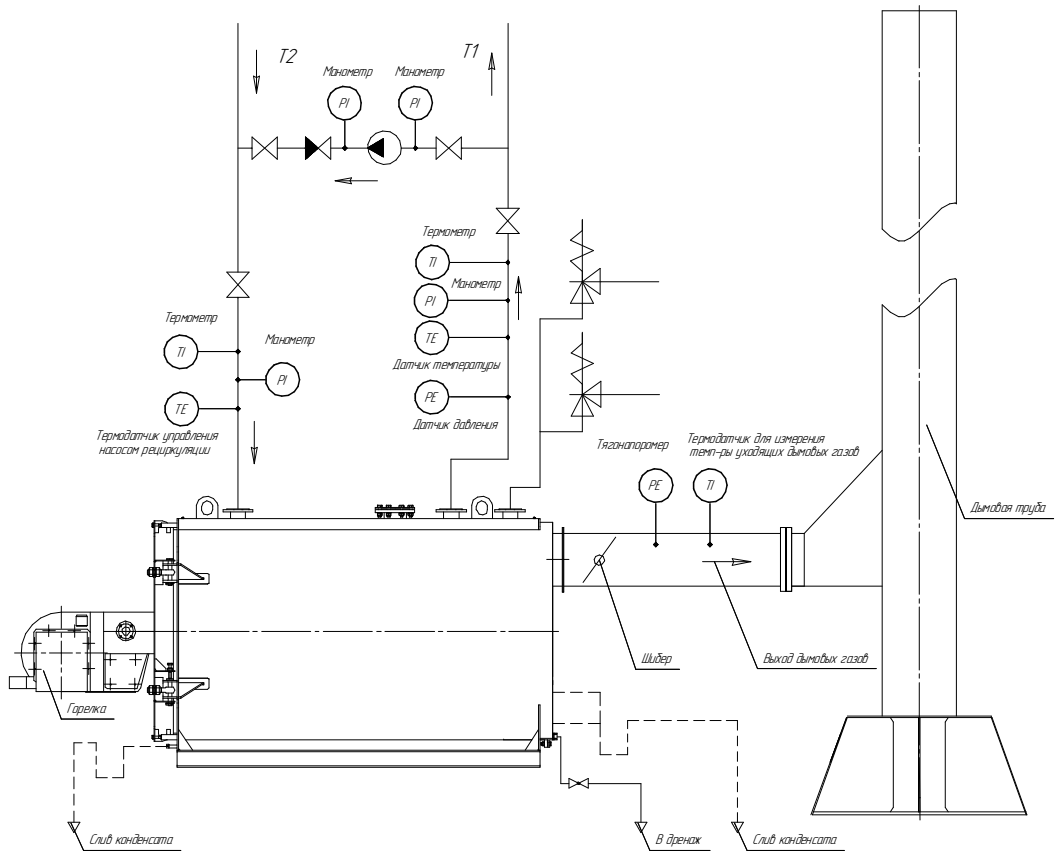 T2
T1
Манометр
Манометр
PI
PI
Термометр
TI
Манометр
PI
TE
Датчик температуры
PE
Датчик давления
Термометр
TI
Манометр
PI
TE
Термодатчик управления
насосом рециркуляции
Тягонапоромер
PE
Термодатчик для измерения
темп-ры уходящих дымовых газов
TI
Дымовая труба
Шибер
Выход дымовых газов
Горелка
Слив конденсата
В дренаж
Слив конденсата